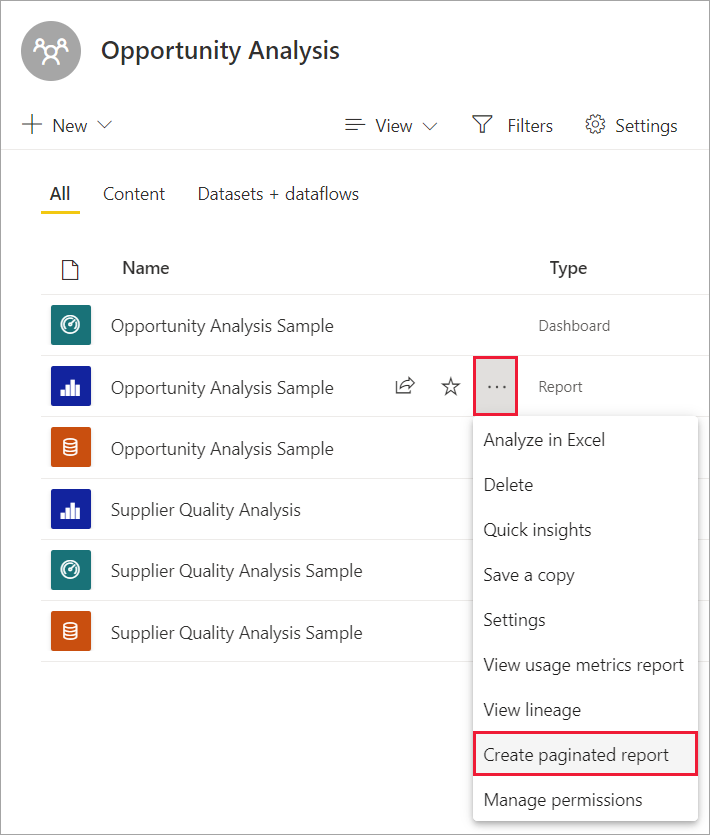 Opportunity Analysis
New
View
Filters
Settings
All
Content
Datasets + dataflows
Name
Type
Opportunity Analysis Sample
Dashboard
Opportunity Analysis Sample
Report
Opportunity Analysis Sample
Supplier Quality Analysis
Supplier Quality Analysis Sample
Supplier Quality Analysis Sample
Analyze in Excel
Delete
Quick insights
Save a copy
Settings
View usage metrics report
View lineage
Create paginated report
Manage permissions